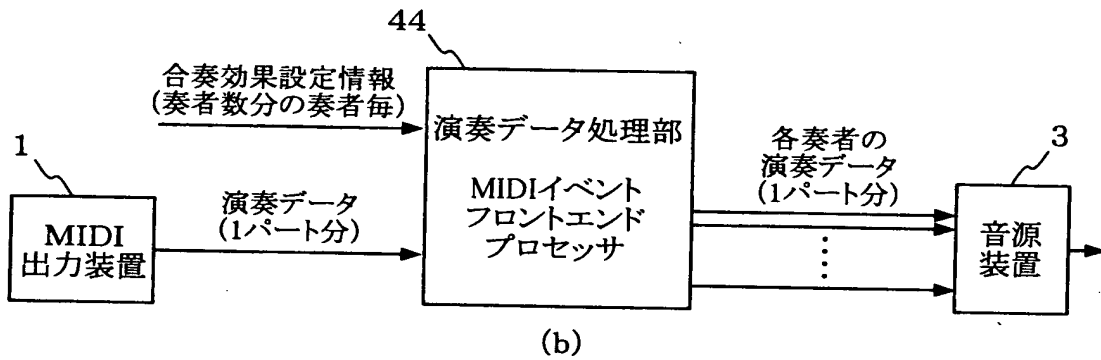 44
合奏効果設定情報
(奏者数分の奏者毎)
1
MIDI
出力装置
演奏データ
(1パート分)
演奏データ処理部
MIDIイベント
フロントエンド
プロセッサ
各奏者の
演奏データ
(1パート分)
3
音源
装置
(b)